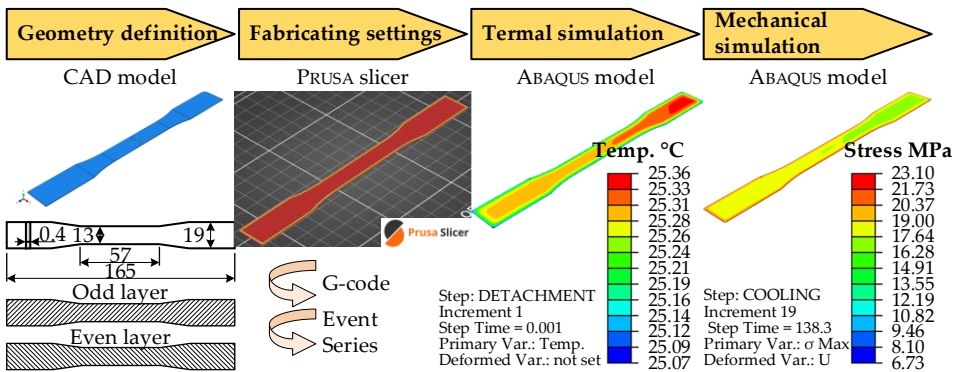 Geometry definition
Fabricating settings
Termal simulation
Mechanical
simulation
CAD model
PRUSA slicer
ABAQUS model
ABAQUS model
0.4
13
19
57
165
Odd layer
Even layer
Prusa Slicer
G-code
Event
Series
Temp. °C
25.36
25.33
25.31
25.28
25.26
25.24
25.21
25.19
25.16
25.14
25.12
25.09
25.07
Step: DETACHMENT
Increment 1
Step Time = 0.001
Primary Var.: Temp.
Deformed Var.: not set
Stress MPa
23.10
21.73
20.37
19.00
17.64
16.28
14.91
13.55
12.19
10.82
9.46
8.10
6.73
Step: COOLING
Increment 19
Step Time = 138.3
Primary Var.: σ Max
Deformed Var.: U